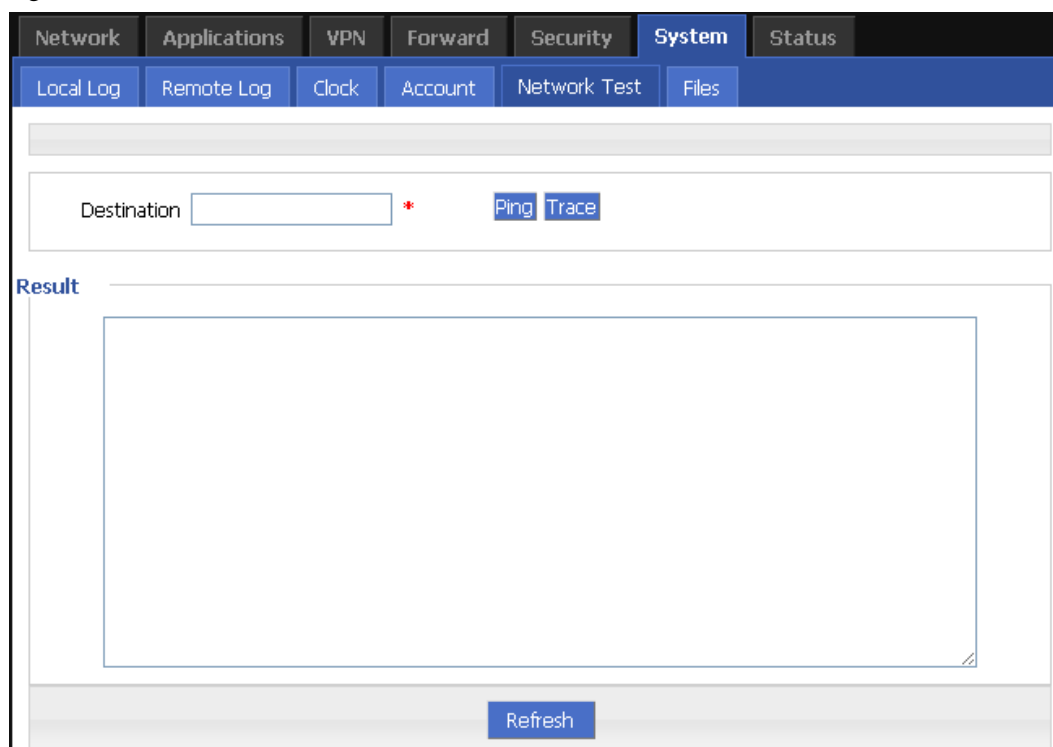 Network Applications VPN Forward Security System Status
Local Log Remote Log Clock Account Network Test Files
Destination * Ping Trace
Result
Refresh